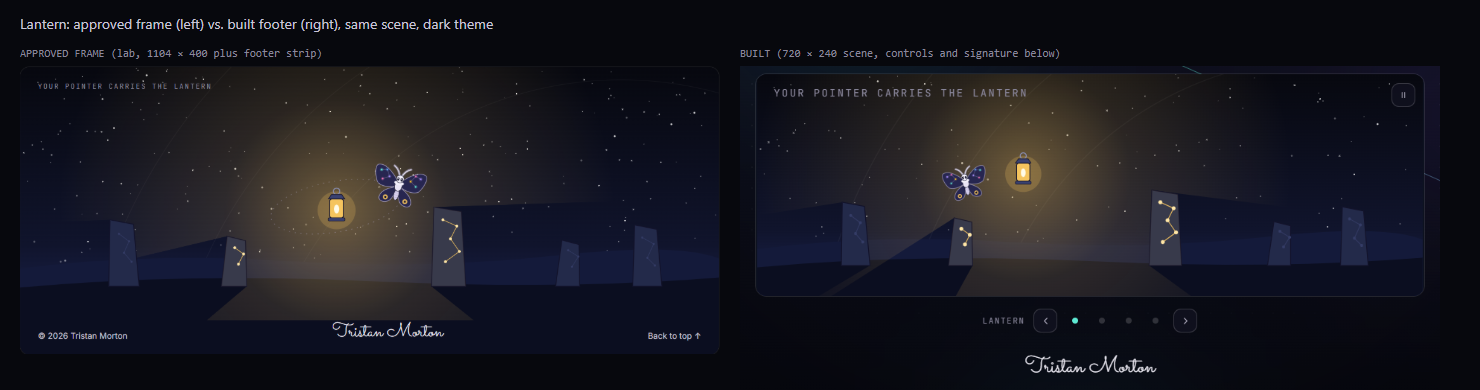 Lantern: approved frame (left) vs. built footer (right), same scene, dark theme
APPROVED FRAME (lab, 1104 × 400 plus footer strip)
YOUR POINTER CARRIES THE LANTERN
© 2026 Tristan Morton
Tristan Morton
Back to top ↑
BUILT (720 × 240 scene, controls and signature below)
YOUR POINTER CARRIES THE LANTERN
LANTERN
Tristan Morton